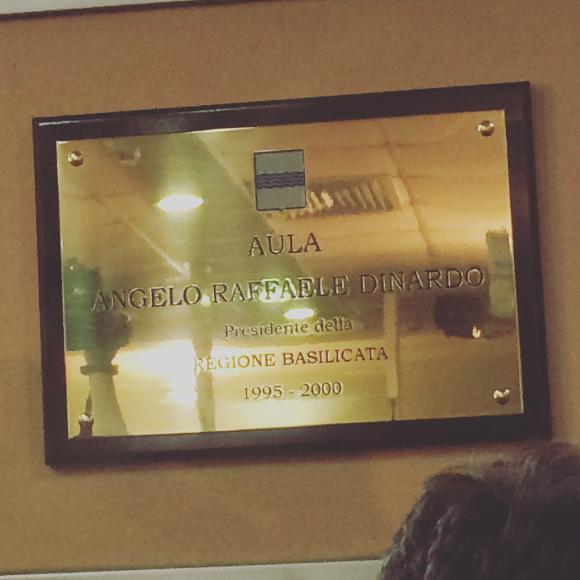 AULA
ANGELO RAFFAELE DINARDO
Presidente della
REGIONE BASILICATA
1995 - 2000